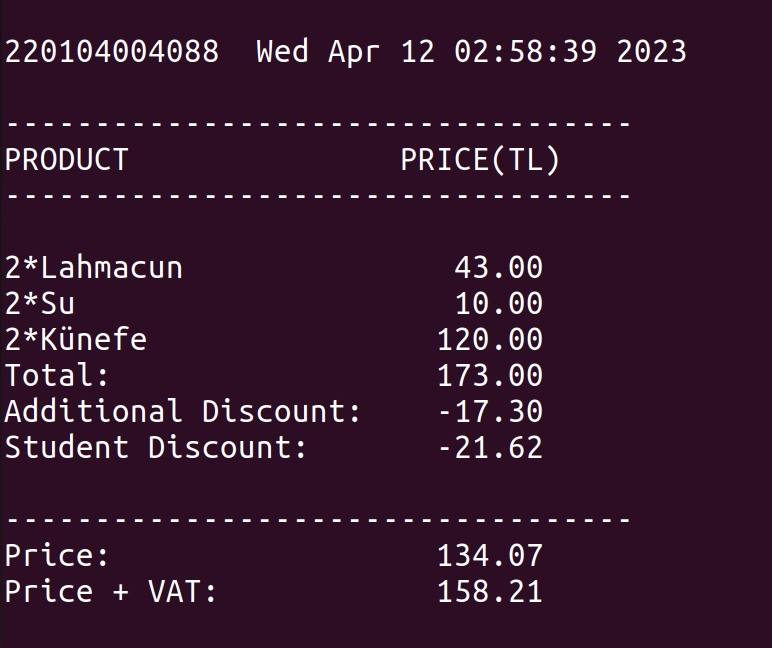 220104004088  Wed Apr 12 02:58:39 2023
-----------------------------------
PRODUCT               PRICE(TL)
-----------------------------------
2*Lahmacun               43.00
2*Su                     10.00
2*Künefe                120.00
Total:                  173.00
Additional Discount:    -17.30
Student Discount:       -21.62
-----------------------------------
Price:                  134.07
Price + VAT:            158.21